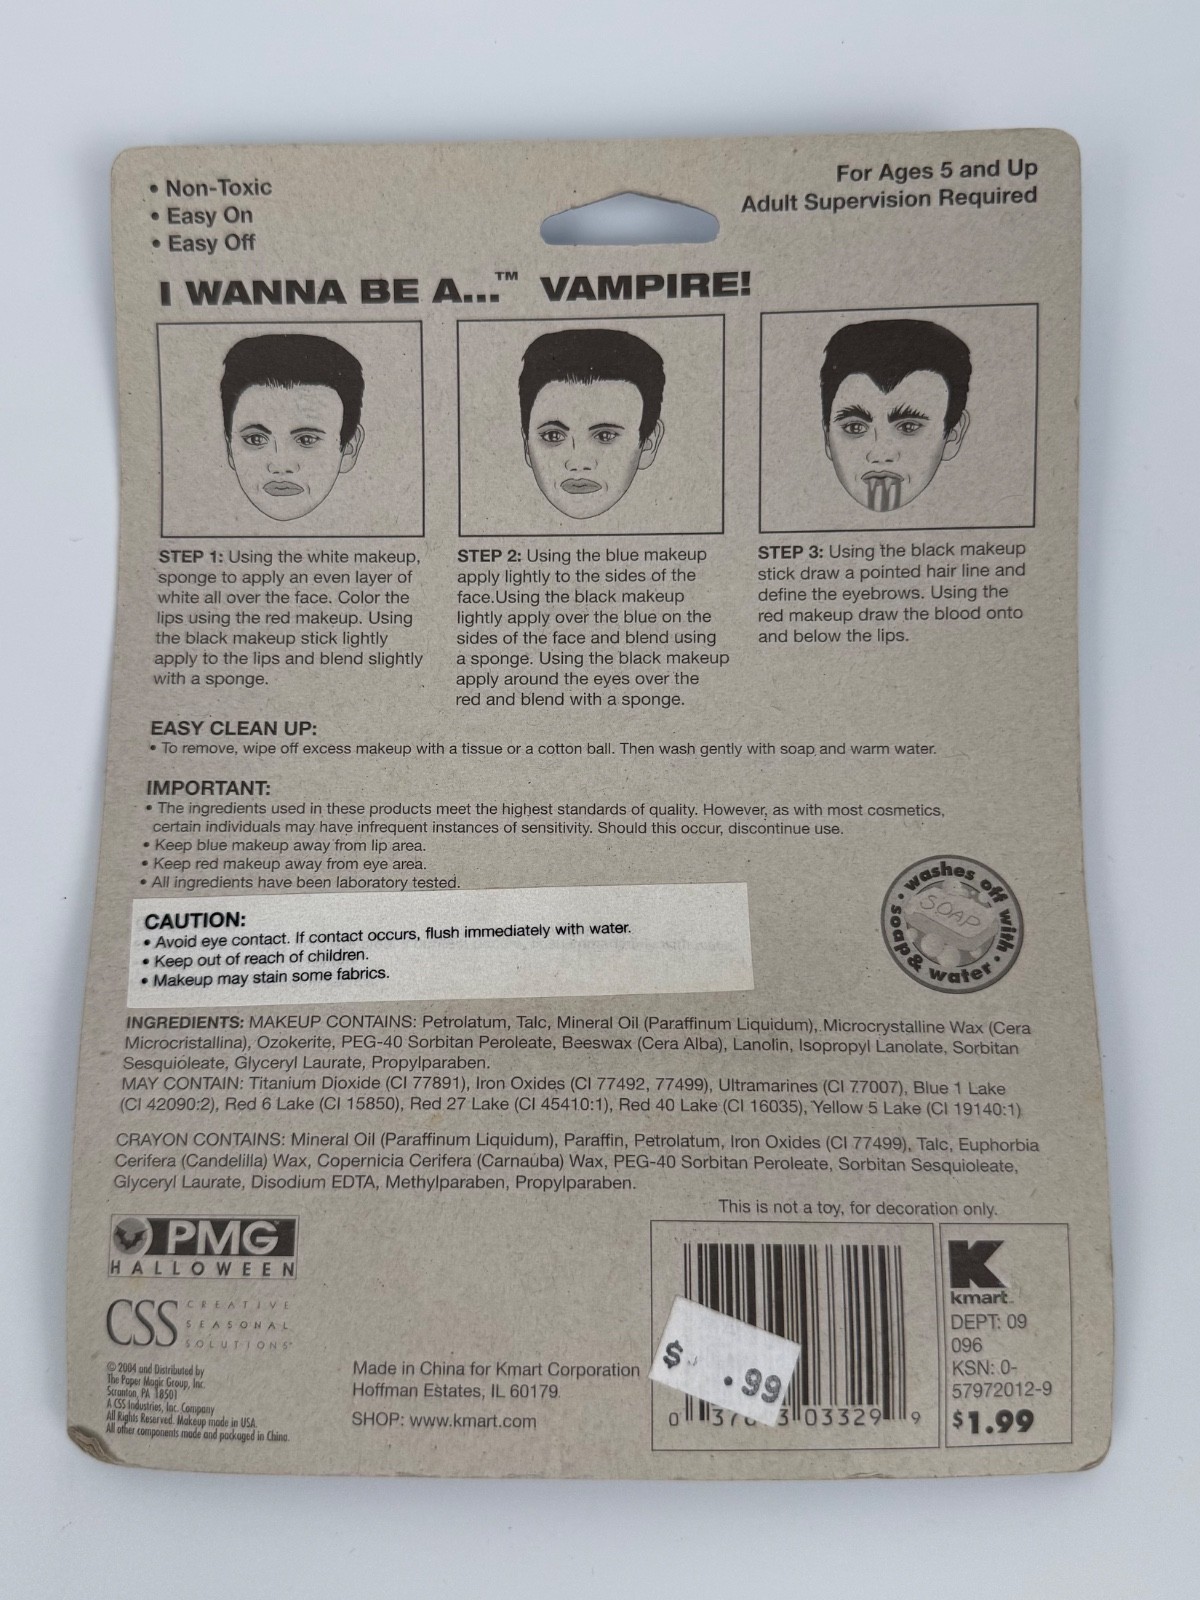 • Non-Toxic
• Easy On
• Easy Off
For Ages 5 and Up
Adult Supervision Required
I WANNA BE A...™ VAMPIRE!
STEP 1: Using the white makeup,
sponge to apply an even layer of
white all over the face. Color the
lips using the red makeup. Using
the black makeup stick lightly
apply to the lips and blend slightly
with a sponge.
STEP 2: Using the blue makeup
apply lightly to the sides of the
face.Using the black makeup
lightly apply over the blue on the
sides of the face and blend using
a sponge. Using the black makeup
apply around the eyes over the
red and blend with a sponge.
STEP 3: Using the black makeup
stick draw a pointed hair line and
define the eyebrows. Using the
red makeup draw the blood onto
and below the lips.
EASY CLEAN UP:
• To remove, wipe off excess makeup with a tissue or a cotton ball. Then wash gently with soap and warm water.
IMPORTANT:
• The ingredients used in these products meet the highest standards of quality. However, as with most cosmetics,
certain individuals may have infrequent instances of sensitivity. Should this occur, discontinue use.
• Keep blue makeup away from lip area.
• Keep red makeup away from eye area.
• All ingredients have been laboratory tested.
CAUTION:
• Avoid eye contact. If contact occurs, flush immediately with water.
• Keep out of reach of children.
• Makeup may stain some fabrics.
• washes off with •
soap & water
SOAP
INGREDIENTS: MAKEUP CONTAINS: Petrolatum, Talc, Mineral Oil (Paraffinum Liquidum), Microcrystalline Wax (Cera
Microcristallina), Ozokerite, PEG-40 Sorbitan Peroleate, Beeswax (Cera Alba), Lanolin, Isopropyl Lanolate, Sorbitan
Sesquioleate, Glyceryl Laurate, Propylparaben.
MAY CONTAIN: Titanium Dioxide (CI 77891), Iron Oxides (CI 77492, 77499), Ultramarines (CI 77007), Blue 1 Lake
(CI 42090:2), Red 6 Lake (CI 15850), Red 27 Lake (CI 45410:1), Red 40 Lake (CI 16035), Yellow 5 Lake (CI 19140:1)
CRAYON CONTAINS: Mineral Oil (Paraffinum Liquidum), Paraffin, Petrolatum, Iron Oxides (CI 77499), Talc, Euphorbia
Cerifera (Candelilla) Wax, Copernicia Cerifera (Carnauba) Wax, PEG-40 Sorbitan Peroleate, Sorbitan Sesquioleate,
Glyceryl Laurate, Disodium EDTA, Methylparaben, Propylparaben.
This is not a toy, for decoration only.
PMG™
HALLOWEEN
CSS CREATIVE
SEASONAL
SOLUTIONS
© 2004 and Distributed by
The Paper Magic Group, Inc.
Scranton, PA 18501
A CSS Industries, Inc. Company
All Rights Reserved. Makeup made in USA.
All other components made and packaged in China.
Made in China for Kmart Corporation
Hoffman Estates, IL 60179.
SHOP: www.kmart.com
$ .99
0 37 3 03329 9
K
kmart
DEPT: 09
096
KSN: 0-
57972012-9
$1.99